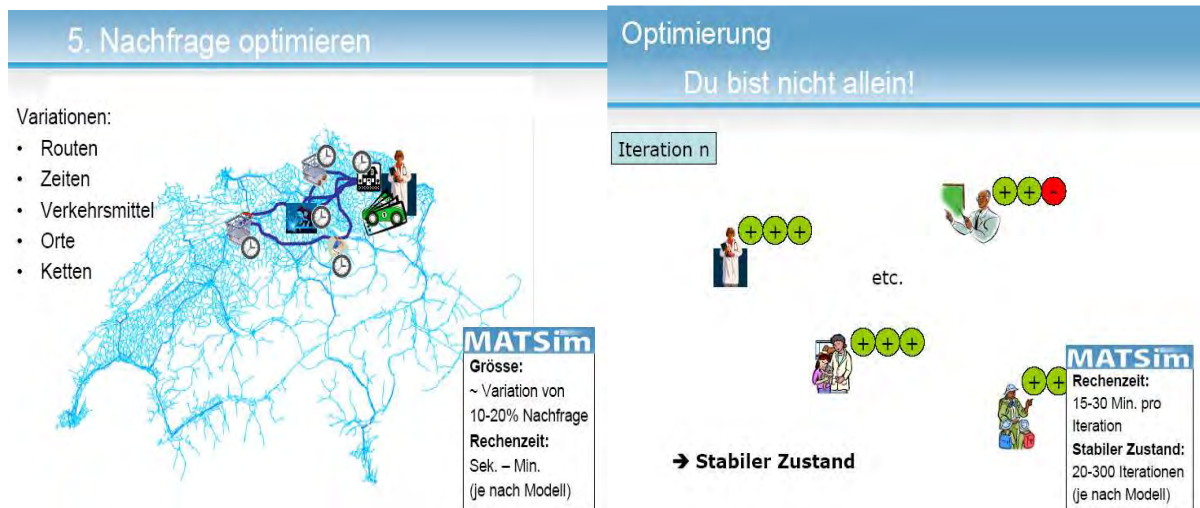 5. Nachfrage optimieren
Variationen:
• Routen
• Zeiten
• Verkehrsmittel
• Orte
• Ketten
MATSim
Grösse:
~ Variation von
10-20% Nachfrage
Rechenzeit:
Sek. – Min.
(je nach Modell)
Optimierung
Du bist nicht allein!
Iteration n
+ + -
+ + +
etc.
+ + +
+ +
➔ Stabiler Zustand
MATSim
Rechenzeit:
15-30 Min. pro
Iteration
Stabiler Zustand:
20-300 Iterationen
(je nach Modell)